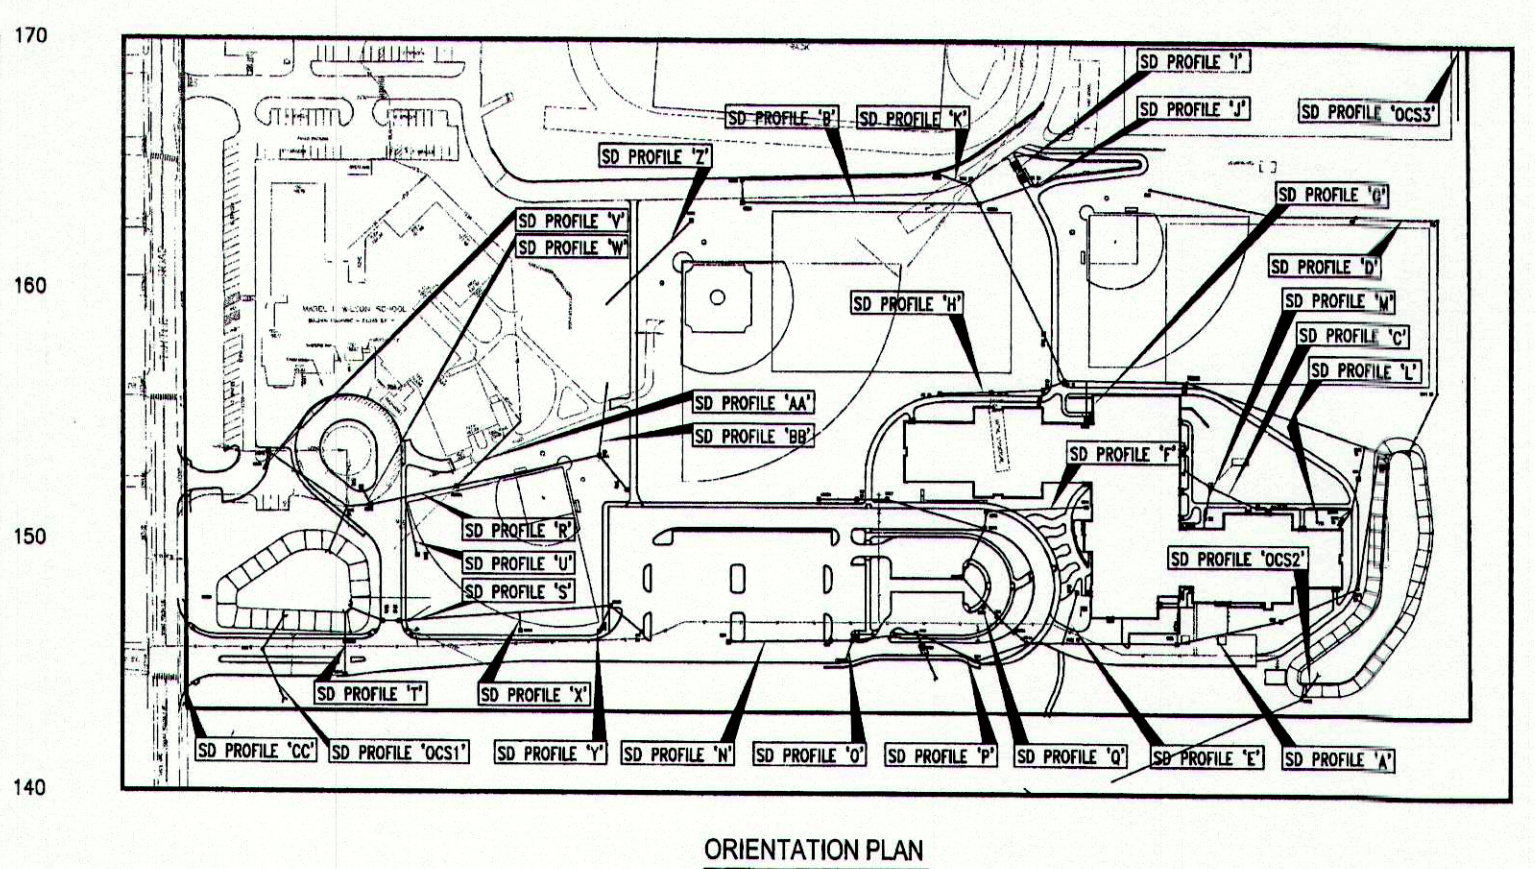 170
SD PROFILE 'I'
SD PROFILE 'B'
SD PROFILE 'K'
SD PROFILE 'J'
SD PROFILE 'OCS3'
SD PROFILE 'Z'
SD PROFILE 'G'
SD PROFILE 'V'
SD PROFILE 'W'
160
SD PROFILE 'D'
SD PROFILE 'H'
SD PROFILE 'M'
SCHOOL
SD PROFILE 'C'
SD PROFILE 'L'
SD PROFILE 'AA'
SD PROFILE 'BB'
SD PROFILE 'F'
150
SD PROFILE 'R'
SD PROFILE 'U'
SD PROFILE 'OCS2'
SD PROFILE 'S'
SD PROFILE 'T'
SD PROFILE 'X'
SD PROFILE 'CC'
SD PROFILE 'OCS1'
SD PROFILE 'Y'
SD PROFILE 'N'
SD PROFILE 'O'
SD PROFILE 'P'
SD PROFILE 'Q'
SD PROFILE 'E'
SD PROFILE 'A'
140
ORIENTATION PLAN